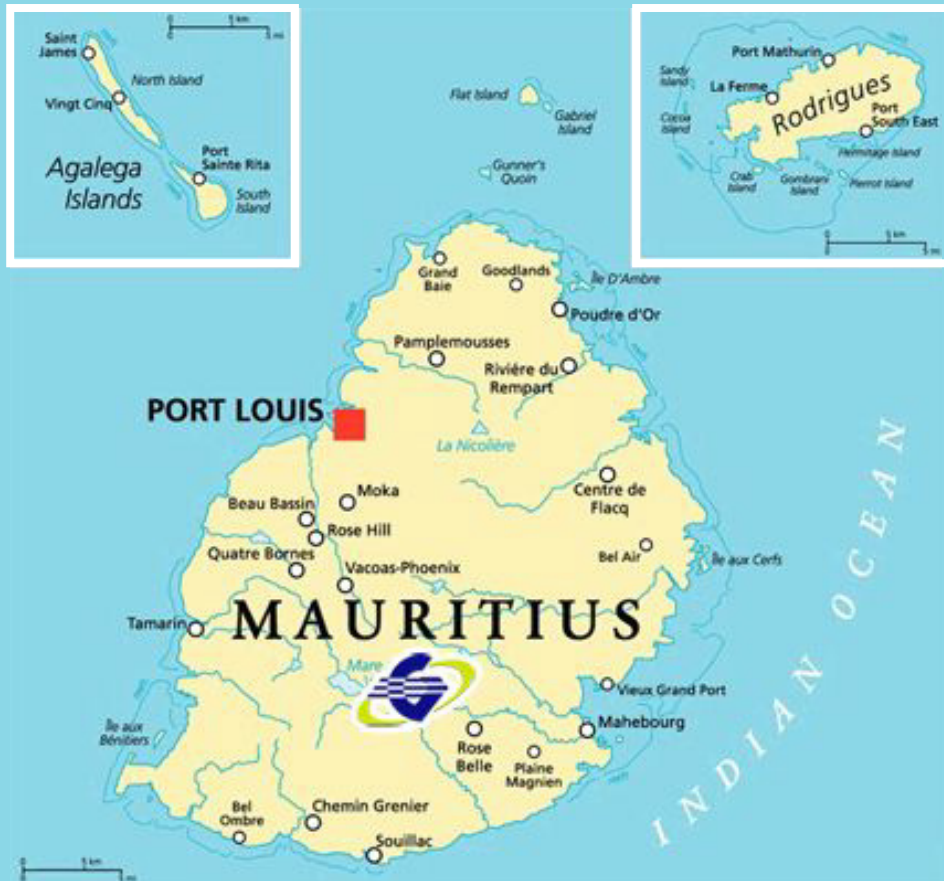 0
5 km
5 mi
Saint
James
North Island
Vingt Cinq
Port
Sainte Rita
Agalega
Islands
South
Island
Port Mathurin
Sandy
Island
La Ferme
Rodrigues
Port
South East
Cocoa
Island
Hermitage Island
Crab
Island
Gombrani
Island
Pierrot Island
0
5 km
5 mi
Flat Island
Gabriel
Island
Gunner's
Quoin
Grand
Baie
Goodlands
Île D'Ambre
Poudre d'Or
Pamplemousses
Riviére du
Rempart
PORT LOUIS
La Nicolière
Moka
Centre de
Flacq
Beau Bassin
Rose Hill
Quatre Bornes
Bel Air
Vacoas-Phoenix
Île aux Cerfs
MAURITIUS
Tamarin
Mare
Vieux Grand Port
Mahebourg
Île aux
Bénitiers
Rose
Belle
Plaine
Magnien
INDIAN OCEAN
Bel
Ombre
Chemin Grenier
Souillac
0
5 km